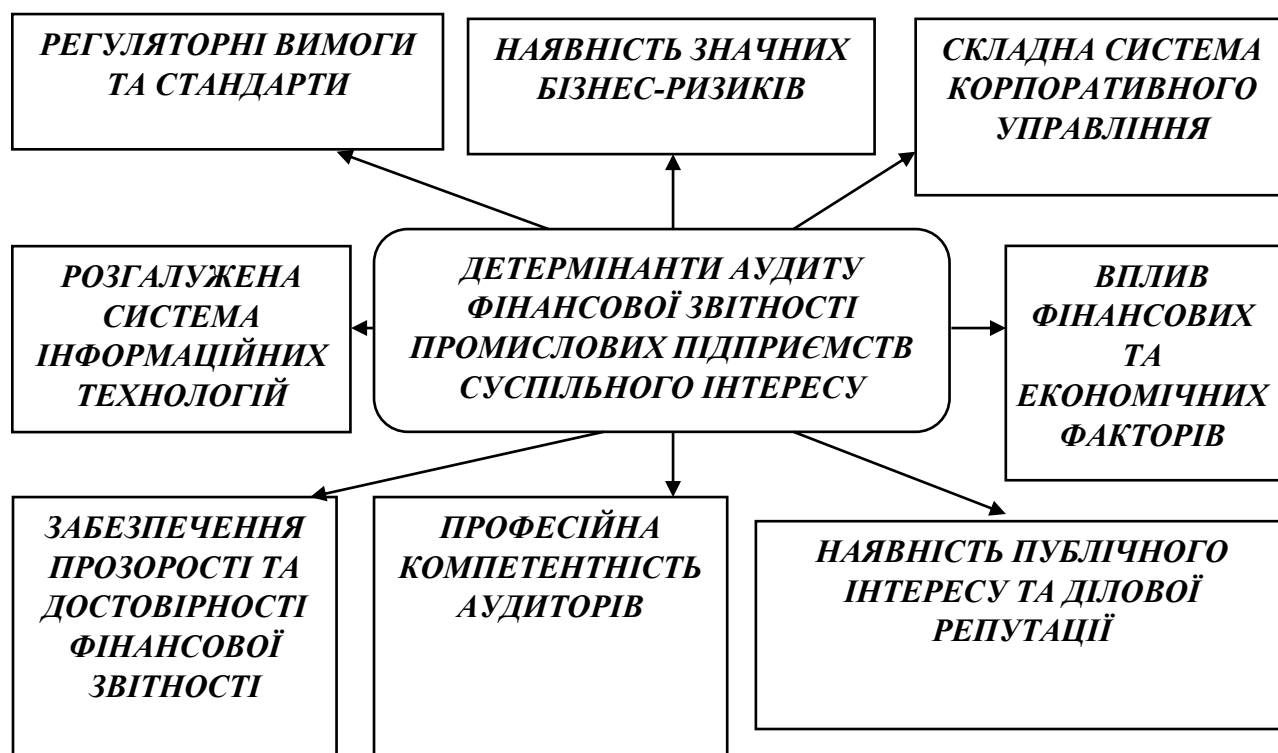 РЕГУЛЯТОРНІ ВИМОГИ
ТА СТАНДАРТИ
НАЯВНІСТЬ ЗНАЧНИХ
БІЗНЕС-РИЗИКІВ
СКЛАДНА СИСТЕМА
КОРПОРАТИВНОГО
УПРАВЛІННЯ
РОЗГАЛУЖЕНА
СИСТЕМА
ІНФОРМАЦІЙНИХ
ТЕХНОЛОГІЙ
ДЕТЕРМІНАНТИ АУДИТУ
ФІНАНСОВОЇ ЗВІТНОСТІ
ПРОМИСЛОВИХ ПІДПРИЄМСТВ
СУСПІЛЬНОГО ІНТЕРЕСУ
ВПЛИВ
ФІНАНСОВИХ
ТА
ЕКОНОМІЧНИХ
ФАКТОРІВ
ЗАБЕЗПЕЧЕННЯ
ПРОЗОРОСТІ ТА
ДОСТОВІРНОСТІ
ФІНАНСОВОЇ
ЗВІТНОСТІ
ПРОФЕСІЙНА
КОМПЕТЕНТНІСТЬ
АУДИТОРІВ
НАЯВНІСТЬ ПУБЛІЧНОГО
ІНТЕРЕСУ ТА ДІЛОВОЇ
РЕПУТАЦІЇ